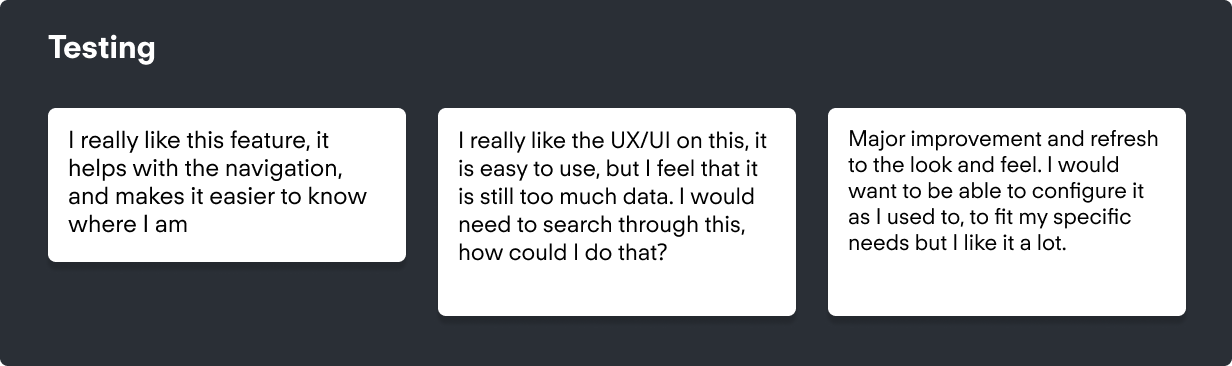 Testing
I really like this feature, it
helps with the navigation,
and makes it easier to know
where I am
I really like the UX/UI on this, it
is easy to use, but I feel that it
is still too much data. I would
need to search through this,
how could I do that?
Major improvement and refresh
to the look and feel. I would
want to be able to configure it
as I used to, to fit my specific
needs but I like it a lot.